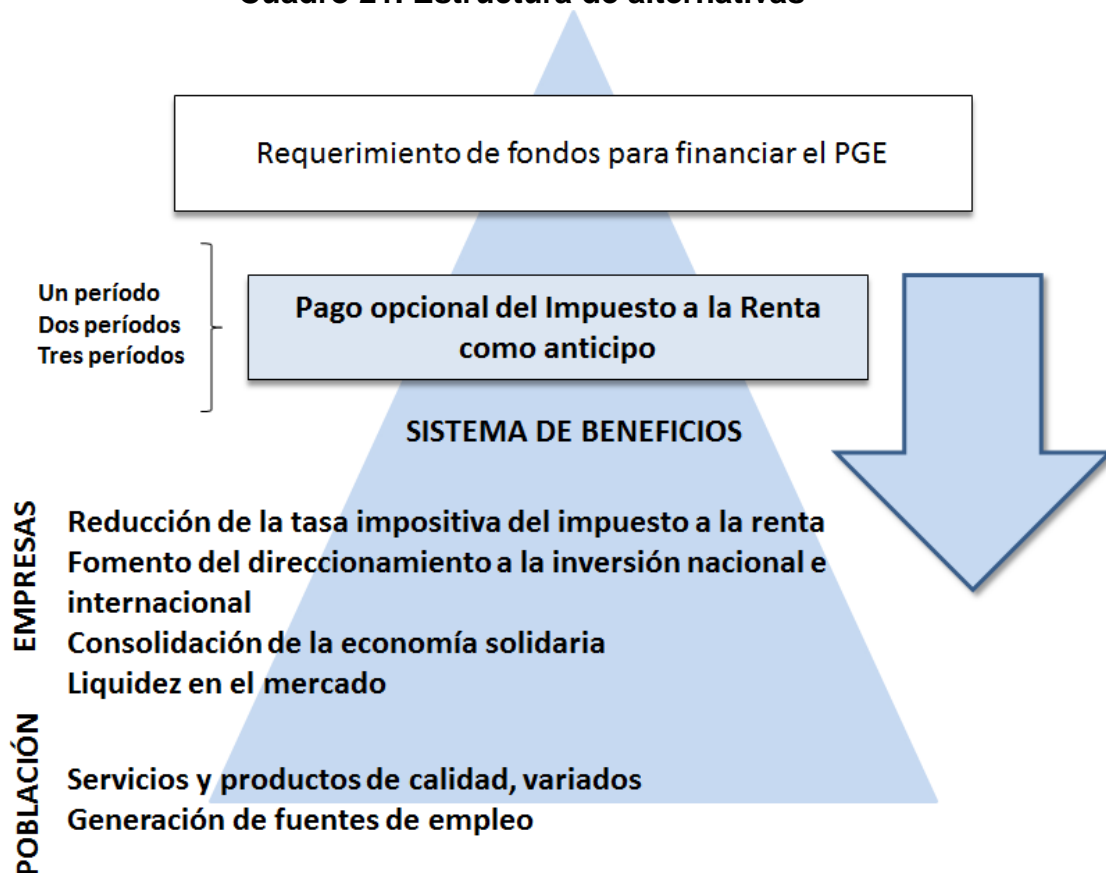 Cuadro 21. Estructura de alternativas
Requerimiento de fondos para financiar el PGE
Un período
Dos períodos
Tres períodos
Pago opcional del Impuesto a la Renta
como anticipo
SISTEMA DE BENEFICIOS
EMPRESAS
Reducción de la tasa impositiva del impuesto a la renta
Fomento del direccionamiento a la inversión nacional e
internacional
Consolidación de la economía solidaria
Liquidez en el mercado
POBLACIÓN
Servicios y productos de calidad, variados
Generación de fuentes de empleo